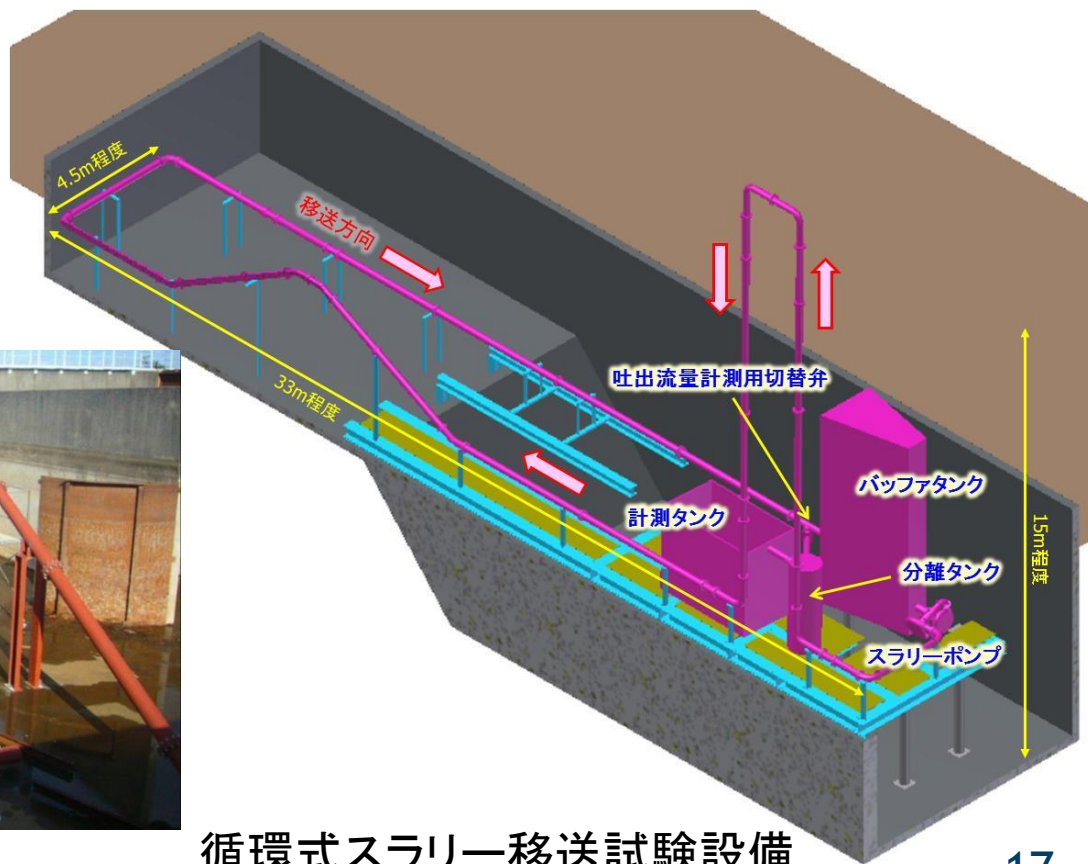 4.5m程度
移送方向
33m程度
吐出流量計測用切替弁
バッファタンク
計測タンク
分離タンク
スラリーポンプ
15m程度
循環式スラリー移送試験設備
17